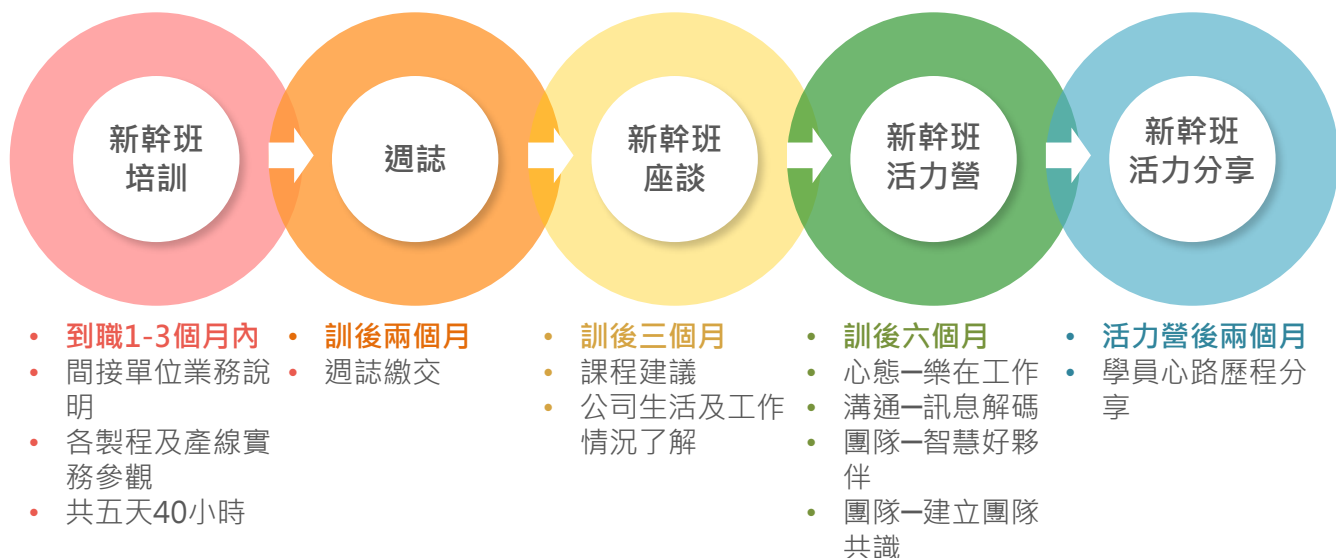 新幹班
培訓
週誌
新幹班
座談
新幹班
活力營
新幹班
活力分享
• 到職1-3個月內
• 間接單位業務說
明
• 各製程及產線實
務參觀
• 共五天40小時
• 訓後兩個月
• 週誌繳交
• 訓後三個月
• 課程建議
• 公司生活及工作
情況了解
• 訓後六個月
• 心態─樂在工作
• 溝通─訊息解碼
• 團隊─智慧好夥
伴
• 團隊─建立團隊
共識
• 活力營後兩個月
• 學員心路歷程分
享